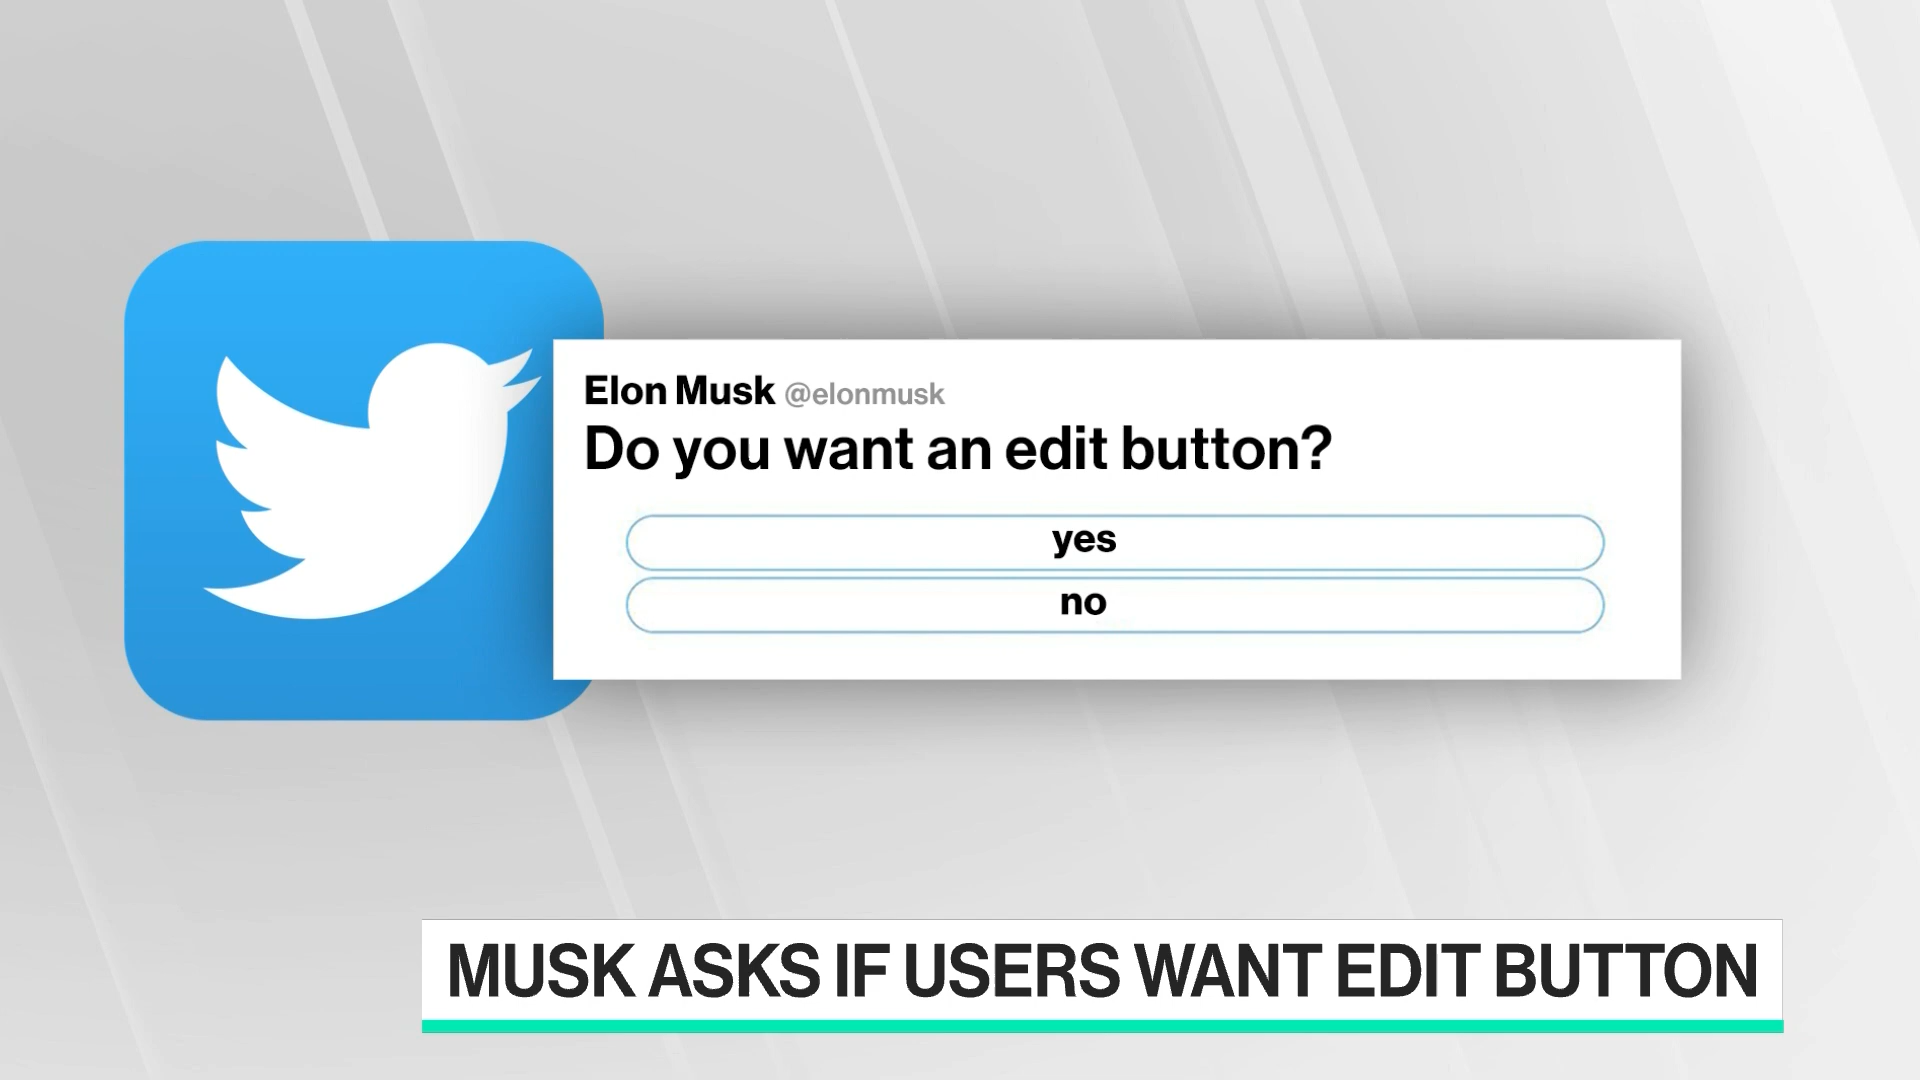 Elon Musk @elonmusk
Do you want an edit button?
yes
no
MUSK ASKS IF USERS WANT EDIT BUTTON